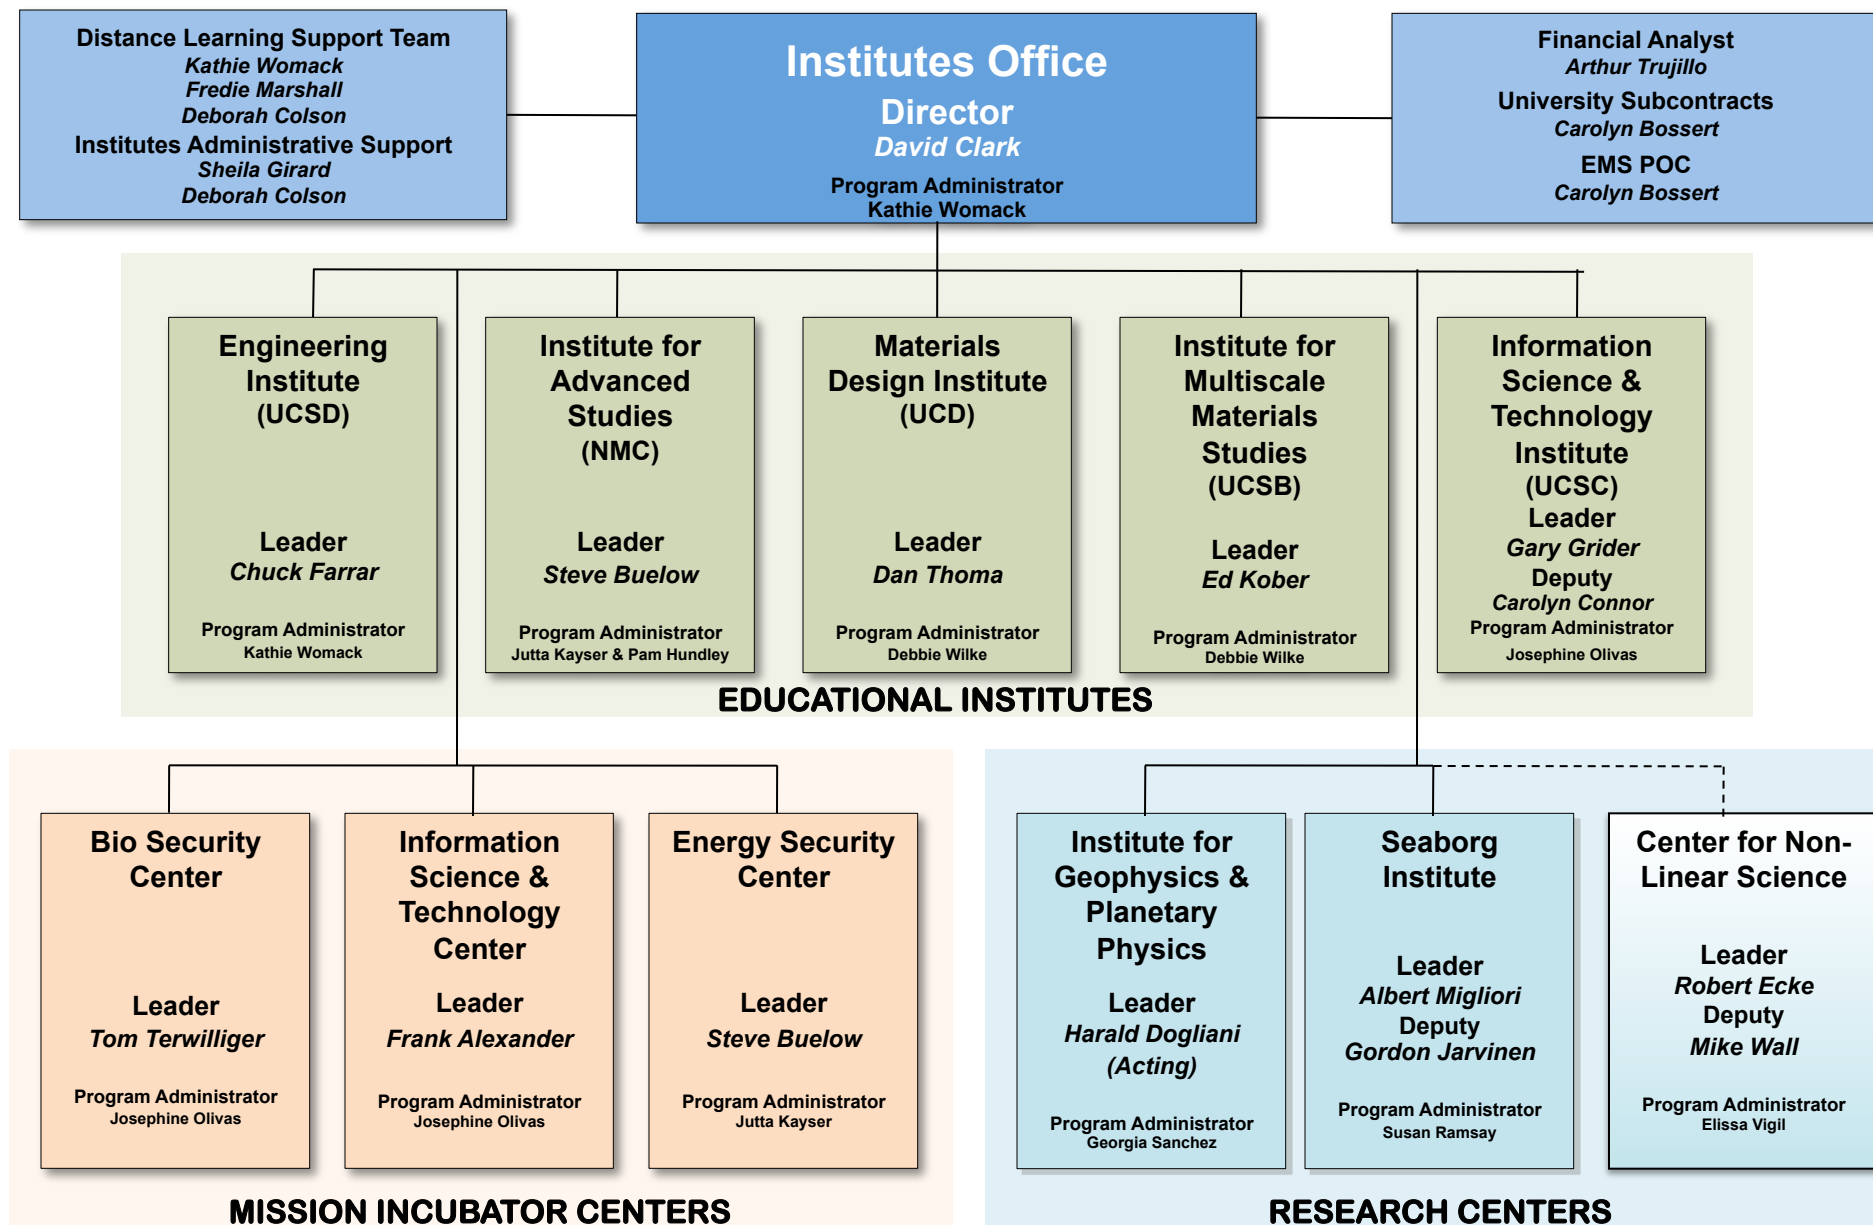 Distance Learning Support Team
Kathie Womack
Fredie Marshall
Deborah Colson
Institutes Administrative Support
Sheila Girard
Deborah Colson
Institutes Office
Director
David Clark
Program Administrator
Kathie Womack
Financial Analyst
Arthur Trujillo
University Subcontracts
Carolyn Bossert
EMS POC
Carolyn Bossert
Engineering
Institute
(UCSD)
Leader
Chuck Farrar
Program Administrator
Kathie Womack
Institute for
Advanced
Studies
(NMC)
Leader
Steve Buelow
Program Administrator
Jutta Kayser & Pam Hundley
Materials
Design Institute
(UCD)
Leader
Dan Thoma
Program Administrator
Debbie Wilke
Institute for
Multiscale
Materials
Studies
(UCSB)
Leader
Ed Kober
Program Administrator
Debbie Wilke
Information
Science &
Technology
Institute
(UCSC)
Leader
Gary Grider
Deputy
Carolyn Connor
Program Administrator
Josephine Olivas
EDUCATIONAL INSTITUTES
Bio Security
Center
Leader
Tom Terwilliger
Program Administrator
Josephine Olivas
Information
Science &
Technology
Center
Leader
Frank Alexander
Program Administrator
Josephine Olivas
Energy Security
Center
Leader
Steve Buelow
Program Administrator
Jutta Kayser
MISSION INCUBATOR CENTERS
Institute for
Geophysics &
Planetary
Physics
Leader
Harald Dogliani
(Acting)
Program Administrator
Georgia Sanchez
Seaborg
Institute
Leader
Albert Migliori
Deputy
Gordon Jarvinen
Program Administrator
Susan Ramsay
Center for Non-
Linear Science
Leader
Robert Ecke
Deputy
Mike Wall
Program Administrator
Elissa Vigil
RESEARCH CENTERS